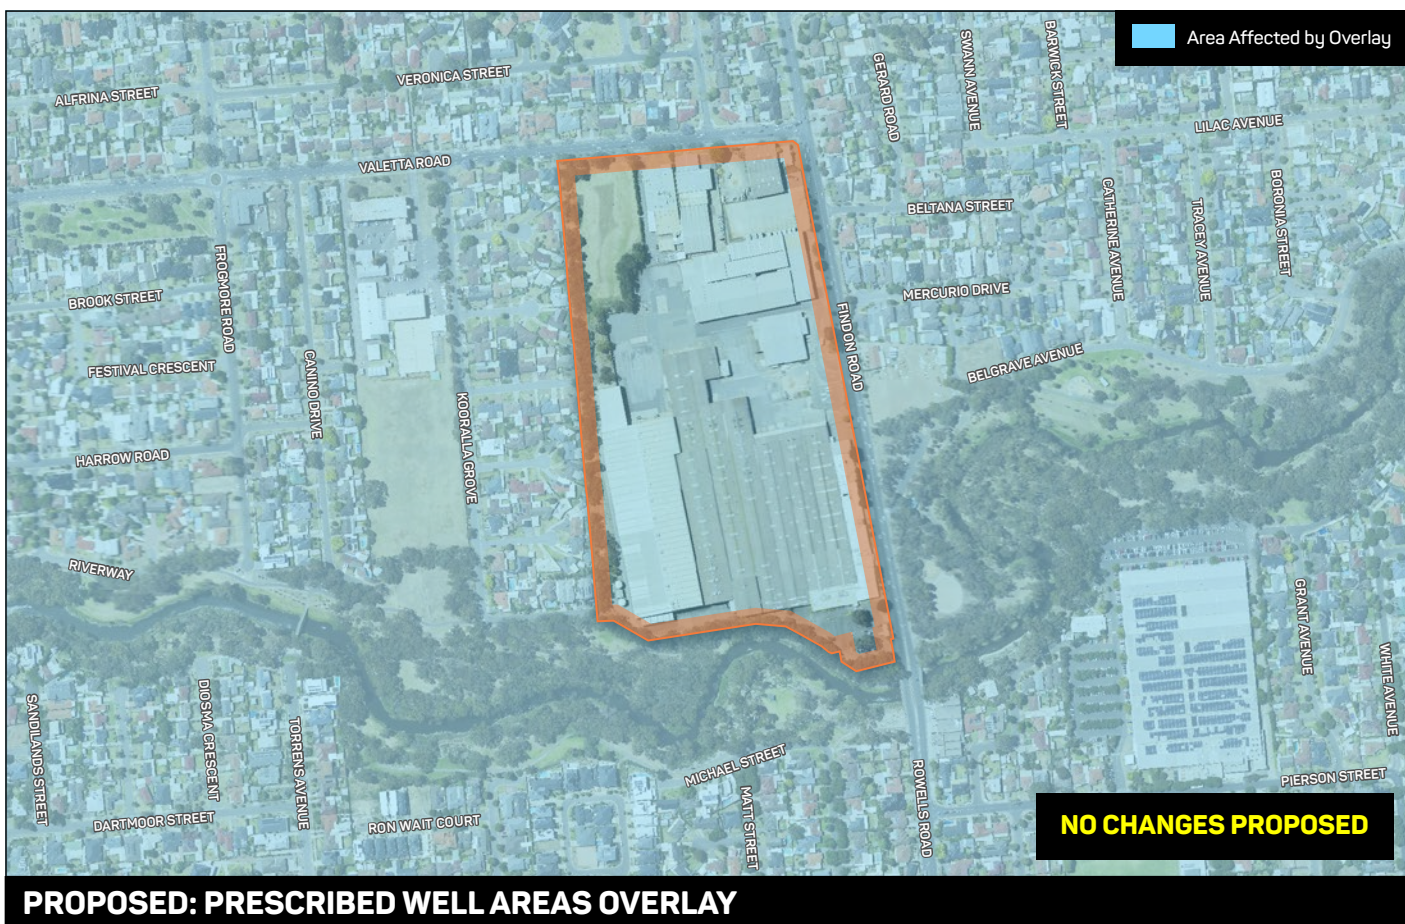 Area Affected by Overlay
VERONICA STREET
ALFRINA STREET
GERARD ROAD
SWANN AVENUE
BARWICK STREET
LILAC AVENUE
VALETTA ROAD
BELTANA STREET
CATHERINE AVENUE
TRACEY AVENUE
BORONIA STREET
FROGMORE ROAD
BROOK STREET
MERCURIO DRIVE
FINDON ROAD
FESTIVAL CRESCENT
CANINO DRIVE
BELGRAVE AVENUE
KOORALLA GROVE
HARROW ROAD
RIVERWAY
GRANT AVENUE
WHITE AVENUE
SANDILANDS STREET
DIOSMA CRESCENT
TORRENS AVENUE
MICHAEL STREET
MATT STREET
ROWELLS ROAD
PIERSON STREET
DARTMOOR STREET
RON WAIT COURT
NO CHANGES PROPOSED
PROPOSED: PRESCRIBED WELL AREAS OVERLAY